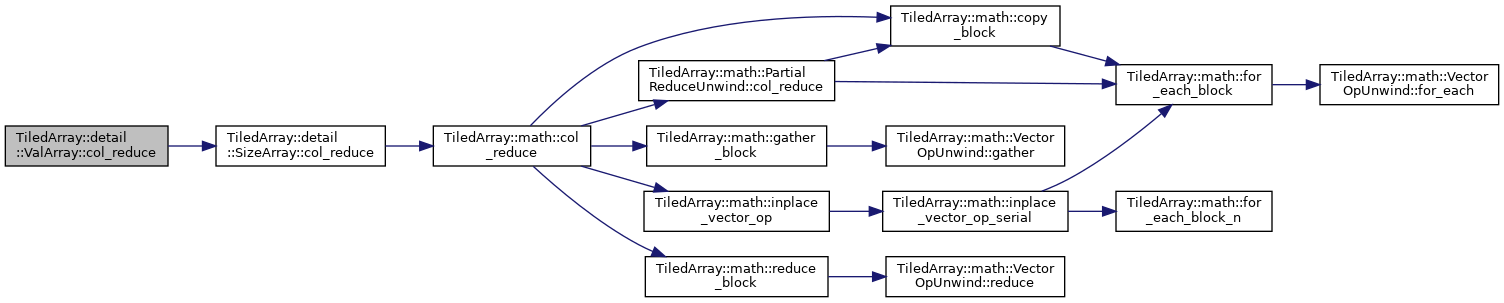 TiledArray::detail
::ValArray::col_reduce
TiledArray::detail
::SizeArray::col_reduce
TiledArray::math::col
_reduce
TiledArray::math::copy
_block
TiledArray::math::Partial
ReduceUnwind::col_reduce
TiledArray::math::for
_each_block
TiledArray::math::Vector
OpUnwind::for_each
TiledArray::math::gather
_block
TiledArray::math::Vector
OpUnwind::gather
TiledArray::math::inplace
_vector_op
TiledArray::math::inplace
_vector_op_serial
TiledArray::math::for
_each_block_n
TiledArray::math::reduce
_block
TiledArray::math::Vector
OpUnwind::reduce